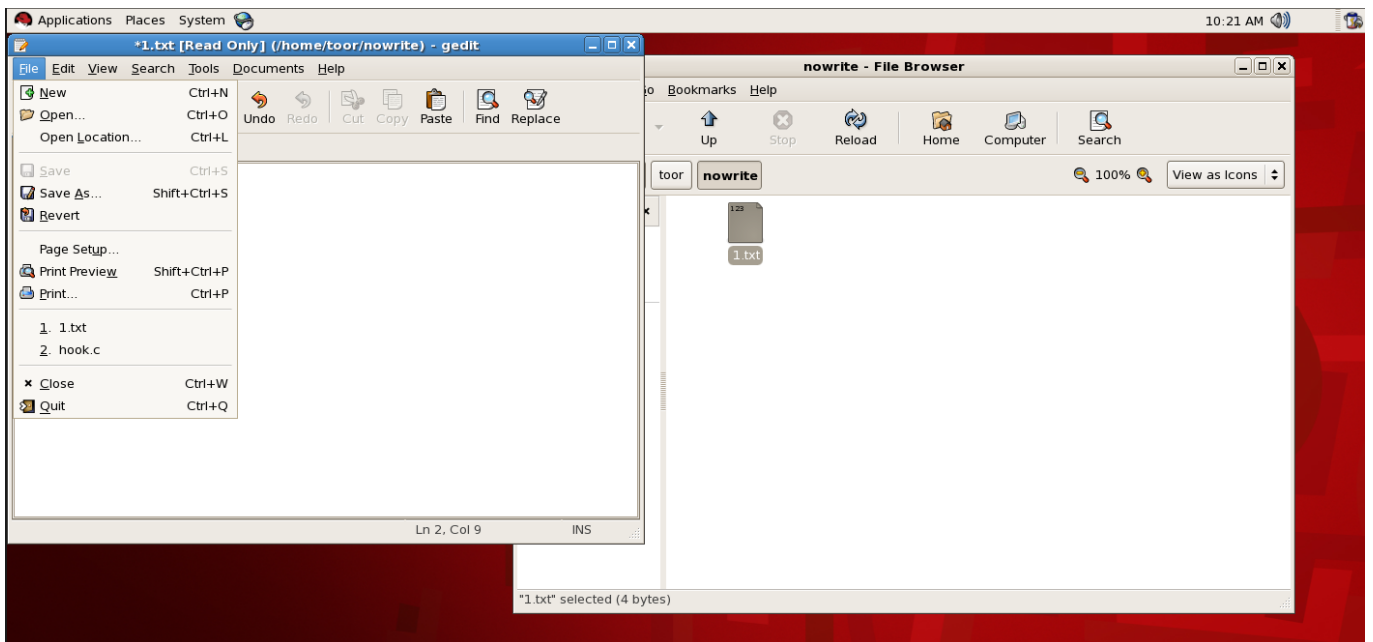 Applications Places System 10:21 AM
*1.txt [Read Only] (/home/toor/nowrite) - gedit
File Edit View Search Tools Documents Help
New Ctrl+N
Open... Ctrl+O
Open Location... Ctrl+L
Save Ctrl+S
Save As... Shift+Ctrl+S
Revert
Page Setup...
Print Preview Shift+Ctrl+P
Print... Ctrl+P
1. 1.txt
2. hook.c
Close Ctrl+W
Quit Ctrl+Q
Undo Redo Cut Copy Paste Find Replace
Ln 2, Col 9 INS
nowrite - File Browser
Bookmarks Help
Up Stop Reload Home Computer Search
toor nowrite 100% View as Icons
123
1.txt
"1.txt" selected (4 bytes)